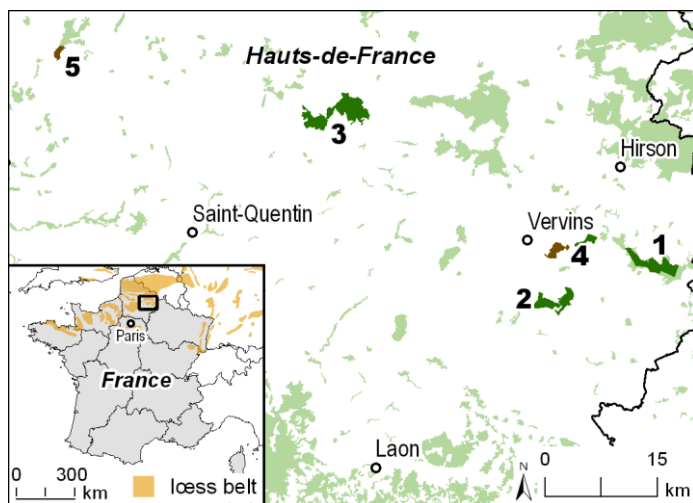 Hauts-de-France
5
3
Hirson
Saint-Quentin
Vervins
1
4
2
Paris
France
Laon
N
0 15
km
0 300
km
lœss belt